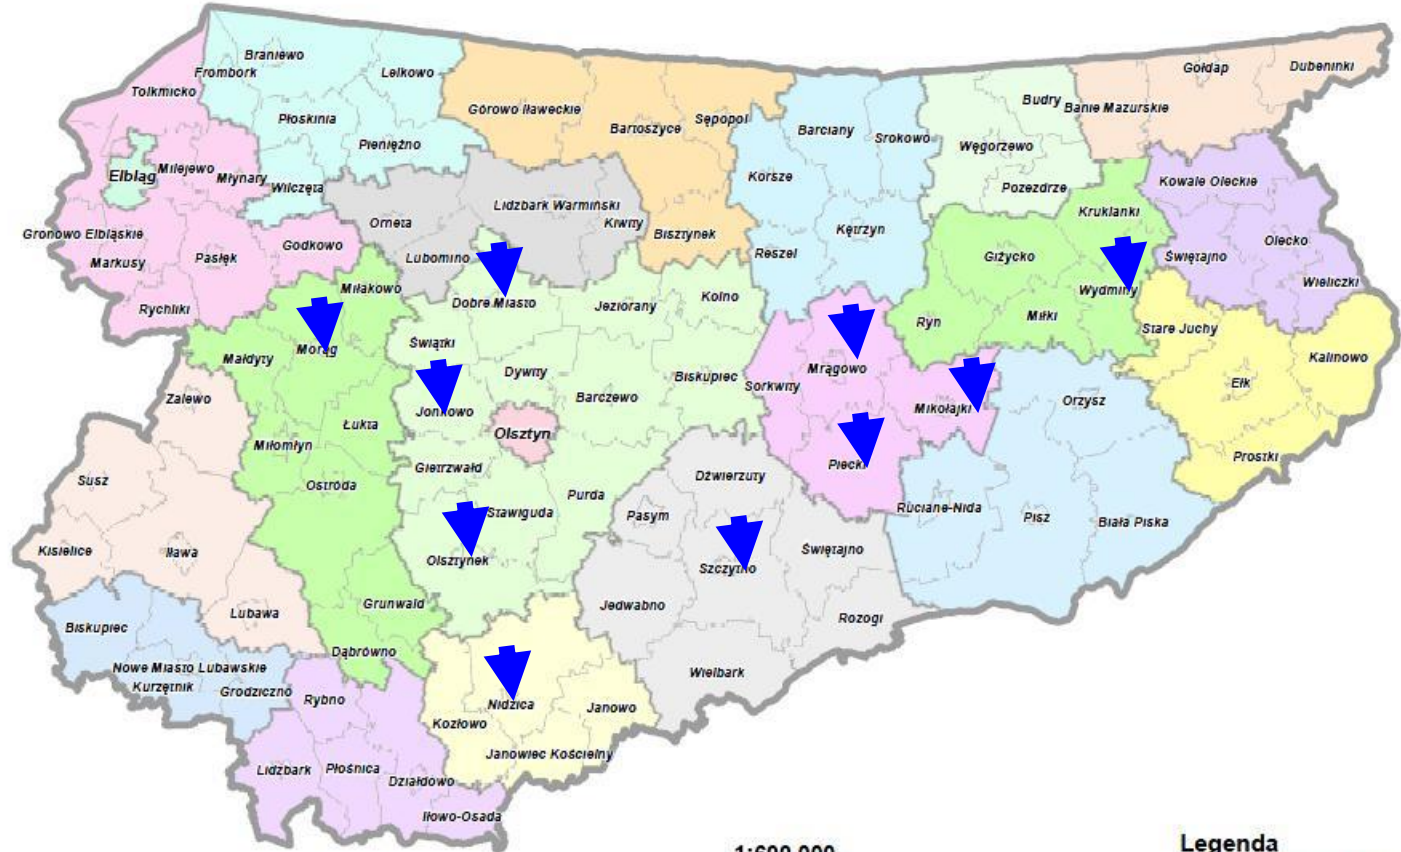 Braniewo
Frombork
Lelkowo
Tolkmicko
Płoskinia
Pieniężno
Górowo Iławeckie
Bartoszyce
Sępopol
Barciany
Srokowo
Budry
Banie Mazurskie
Gołdap
Dubeninki
Węgorzewo
Pozezdrze
Elbląg
Milejewo
Młynary
Wilczęta
Orneta
Lidzbark Warmiński
Kiwity
Bisztynek
Korsze
Kętrzyn
Reszel
Kruklanki
Kowale Oleckie
Olecko
Świętajno
Wieliczki
Gronowo Elbląskie
Markusy
Pasłęk
Godkowo
Rychliki
Lubomino
Miłakowo
Dobre Miasto
Jeziorany
Kolno
Giżycko
Wydminy
Miłki
Ryn
Stare Juchy
Kalinowo
Ełk
Prostki
Małdyty
Morąg
Świątki
Dywity
Jonkowo
Barczewo
Biskupiec
Sorkwity
Mrągowo
Mikołajki
Orzysz
Zalewo
Łukta
Miłomłyn
Olsztyn
Gietrzwałd
Piecki
Susz
Ostróda
Purda
Stawiguda
Dźwierzuty
Pasym
Ruciane-Nida
Pisz
Biała Piska
Kisielice
Iława
Olsztynek
Szczytno
Świętajno
Lubawa
Grunwald
Jedwabno
Rozogi
Biskupiec
Dąbrówno
Nowe Miasto Lubawskie
Kurzętnik
Grodziczno
Wielbark
Rybno
Nidzica
Janowo
Kozłowo
Janowiec Kościelny
Lidzbark
Płośnica
Działdowo
Iłowo-Osada
1:600 000
Legenda